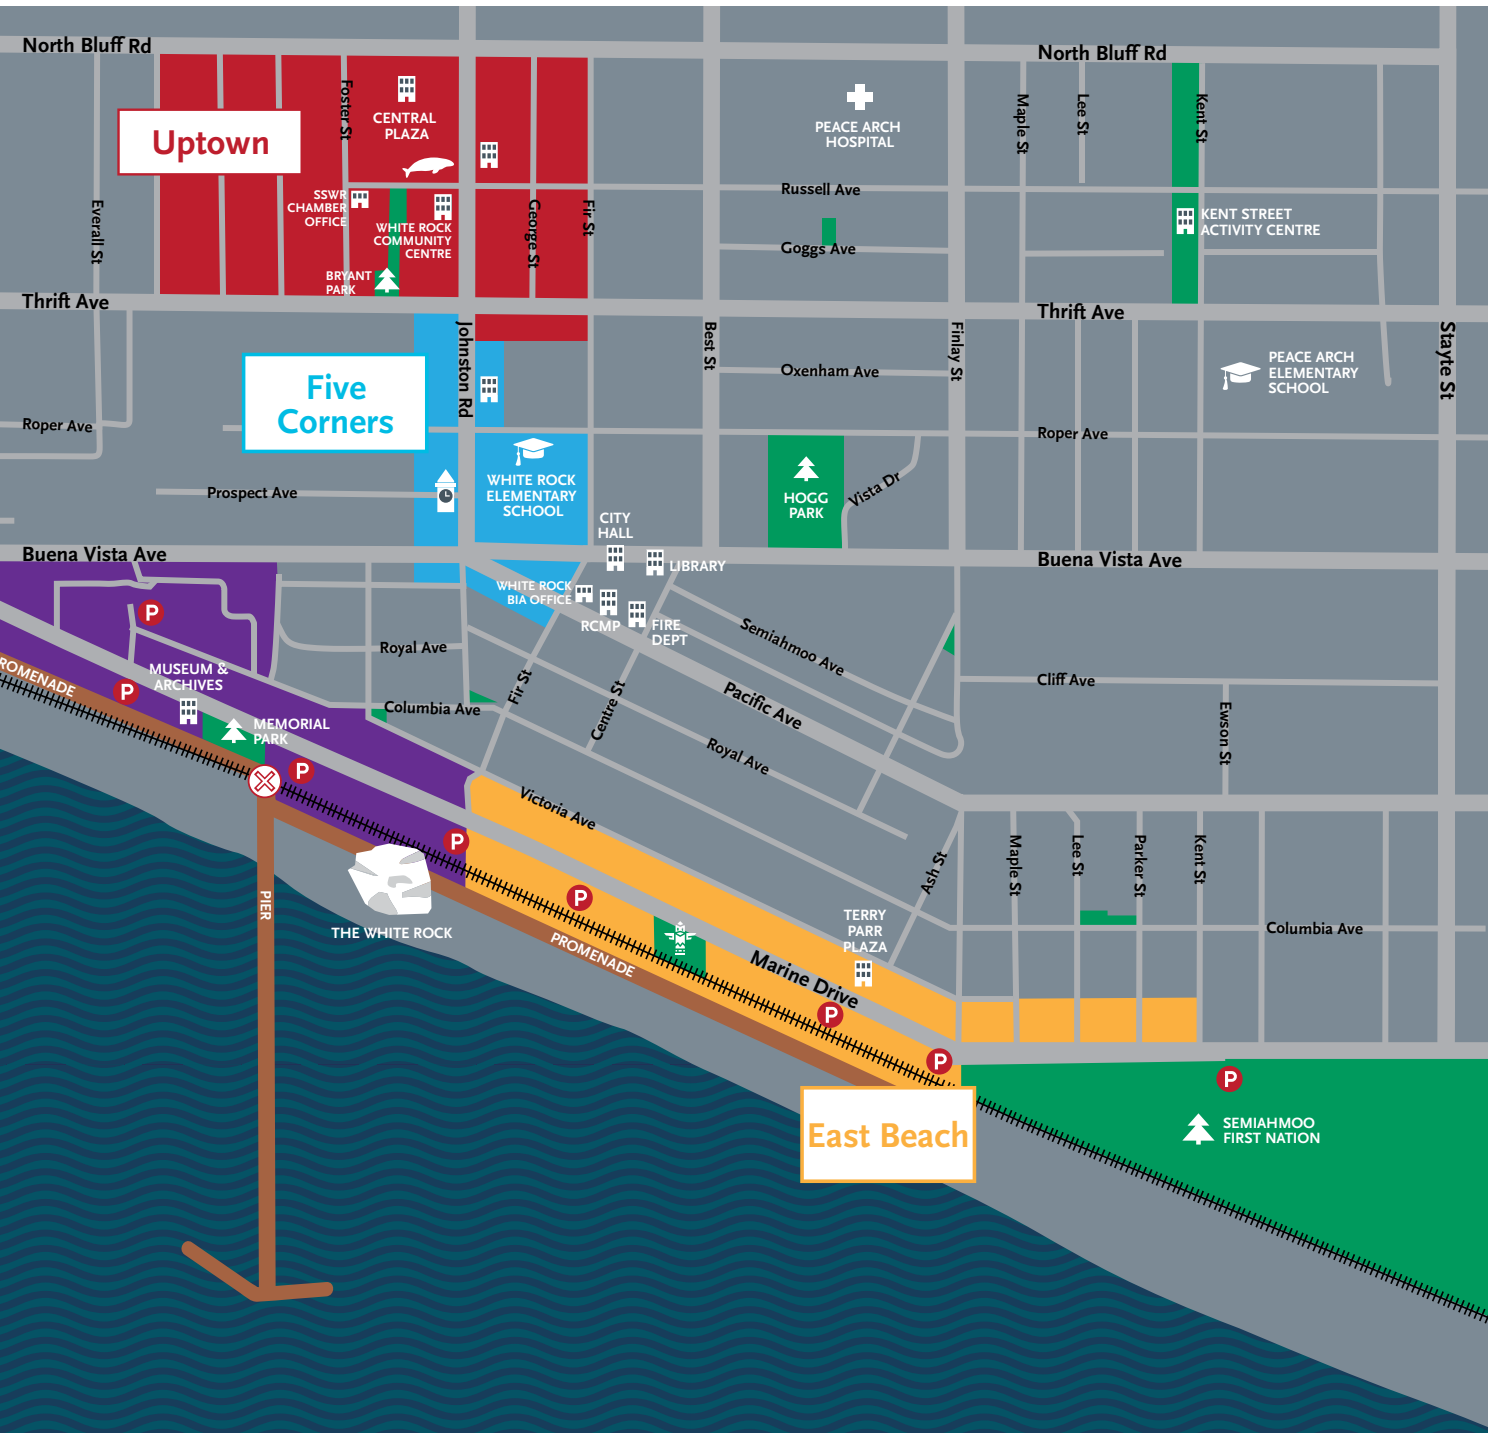 North Bluff Rd
North Bluff Rd
Foster St
CENTRAL
PLAZA
Uptown
PEACE ARCH
HOSPITAL
Maple St
Lee St
Kent St
Everall St
SSWR
CHAMBER
OFFICE
WHITE ROCK
COMMUNITY
CENTRE
George St
Fir St
Russell Ave
Goggs Ave
KENT STREET
ACTIVITY CENTRE
BRYANT
PARK
Thrift Ave
Thrift Ave
Johnston Rd
Best St
Finlay St
Stayte St
Five
Corners
Oxenham Ave
PEACE ARCH
ELEMENTARY
SCHOOL
Roper Ave
Roper Ave
Prospect Ave
WHITE ROCK
ELEMENTARY
SCHOOL
HOGG
PARK
Vista Dr
CITY
HALL
LIBRARY
Buena Vista Ave
Buena Vista Ave
WHITE ROCK
BIA OFFICE
RCMP
FIRE
DEPT
P
Semiahmoo Ave
Royal Ave
ROMENADE
P
MUSEUM &
ARCHIVES
MEMORIAL
PARK
Columbia Ave
Fir St
Centre St
Pacific Ave
Cliff Ave
Ewson St
Royal Ave
P
Victoria Ave
P
Ash St
Maple St
Lee St
Parker St
Kent St
PIER
THE WHITE ROCK
P
PROMENADE
TERRY
PARR
PLAZA
Columbia Ave
Marine Drive
P
P
P
East Beach
SEMIAHMOO
FIRST NATION